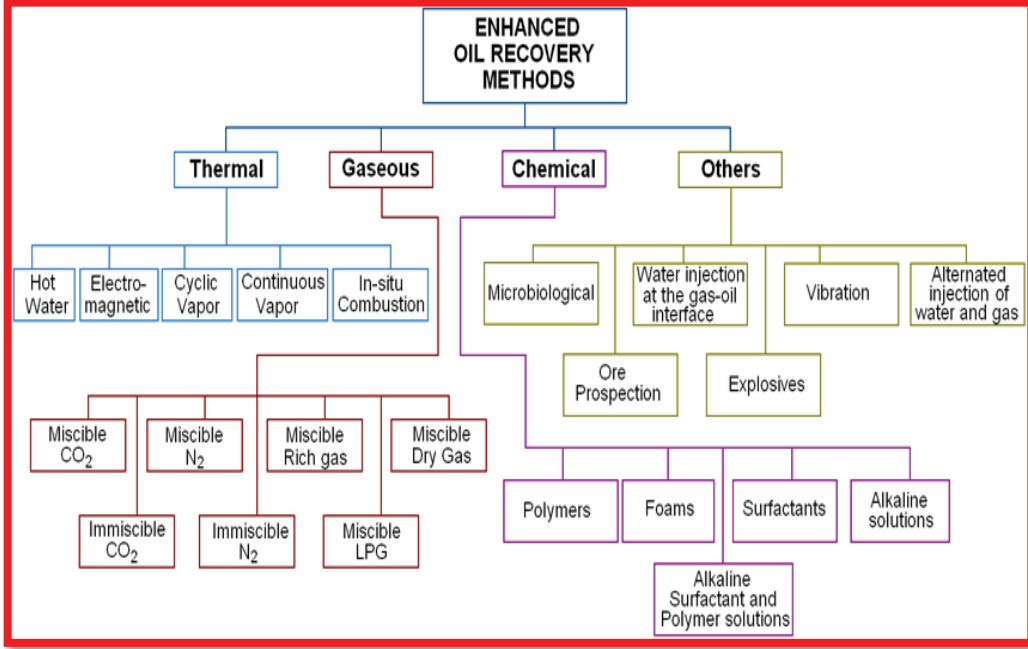 ENHANCED
OIL RECOVERY
METHODS
Thermal
Gaseous
Chemical
Others
Hot
Water
Electro-
magnetic
Cyclic
Vapor
Continuous
Vapor
In-situ
Combustion
Microbiological
Water injection
at the gas-oil
interface
Vibration
Alternated
injection of
water and gas
Ore
Prospection
Explosives
Miscible
CO₂
Miscible
N₂
Miscible
Rich gas
Miscible
Dry Gas
Immiscible
CO₂
Immiscible
N₂
Miscible
LPG
Polymers
Foams
Surfactants
Alkaline
solutions
Alkaline
Surfactant and
Polymer solutions